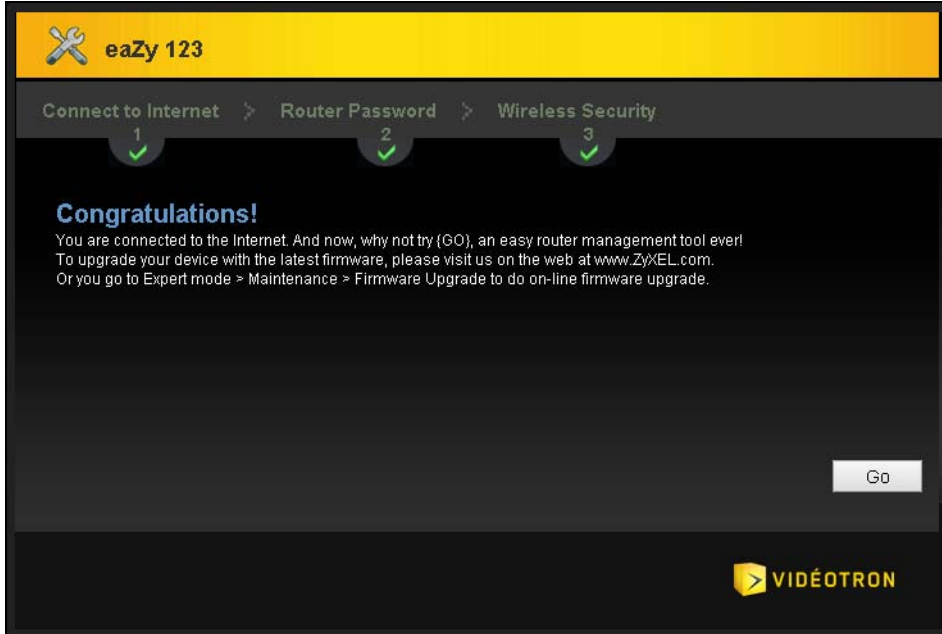 eaZy 123
Connect to Internet > Router Password > Wireless Security
1 2 3
Congratulations!
You are connected to the Internet. And now, why not try {GO}, an easy router management tool ever!
To upgrade your device with the latest firmware, please visit us on the web at www.ZyXEL.com.
Or you go to Expert mode > Maintenance > Firmware Upgrade to do on-line firmware upgrade.
Go
VIDÉOTRON